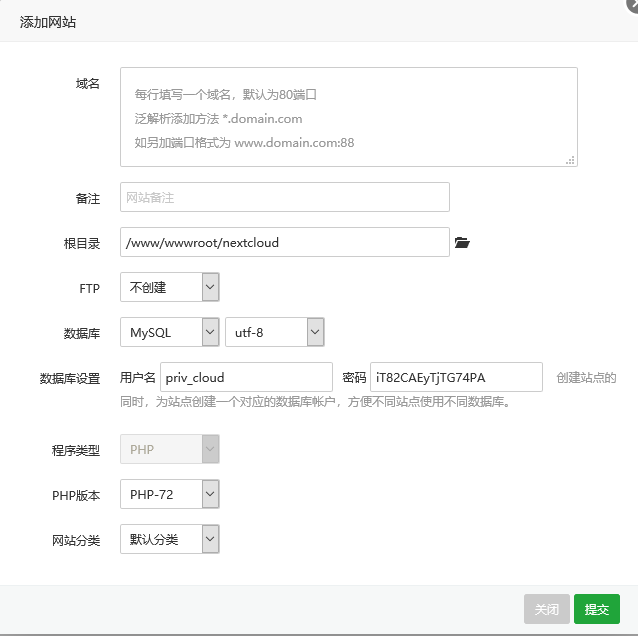 添加网站
域名
每行填写一个域名，默认为80端口
泛解析添加方法 *.domain.com
如另加端口格式为 www.domain.com:88
备注 网站备注
根目录 /www/wwwroot/nextcloud
FTP 不创建
数据库 MySQL utf-8
数据库设置 用户名 priv_cloud 密码 iT82CAEyTjTG74PA 创建站点的
同时，为站点创建一个对应的数据库帐户，方便不同站点使用不同数据库。
程序类型 PHP
PHP版本 PHP-72
网站分类 默认分类
关闭 提交